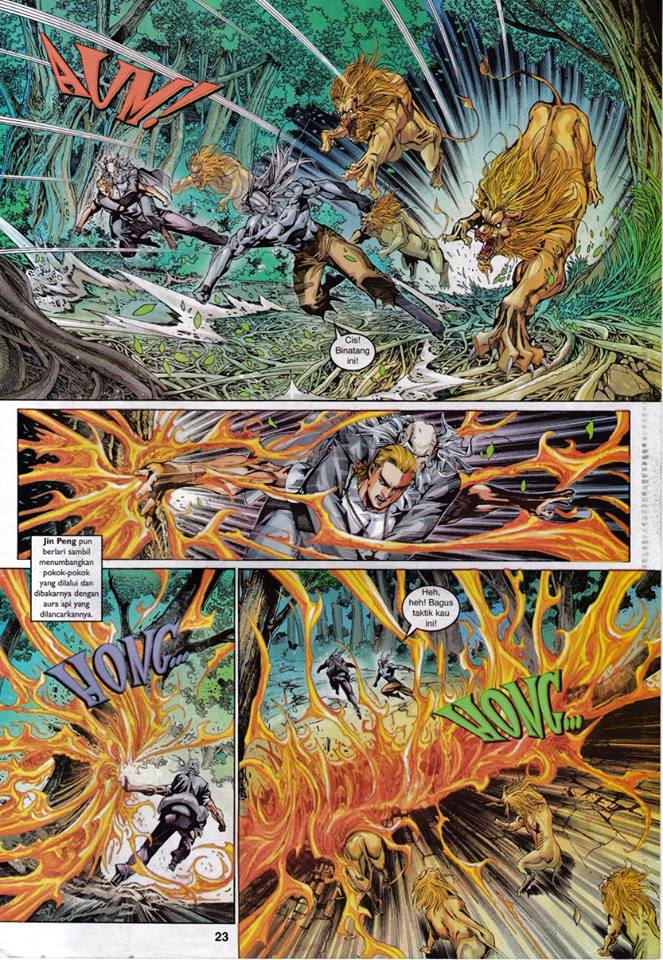 AUM!
Cis!
Binatang
ini!
Jin Peng pun
berlari sambil
menumbangkan
pokok-pokok
yang dilalui dan
dibakarnya dengan
aura api yang
dilancarkannya.
HONG...
Heh,
heh! Bagus
taktik kau
ini!
HONG...
23